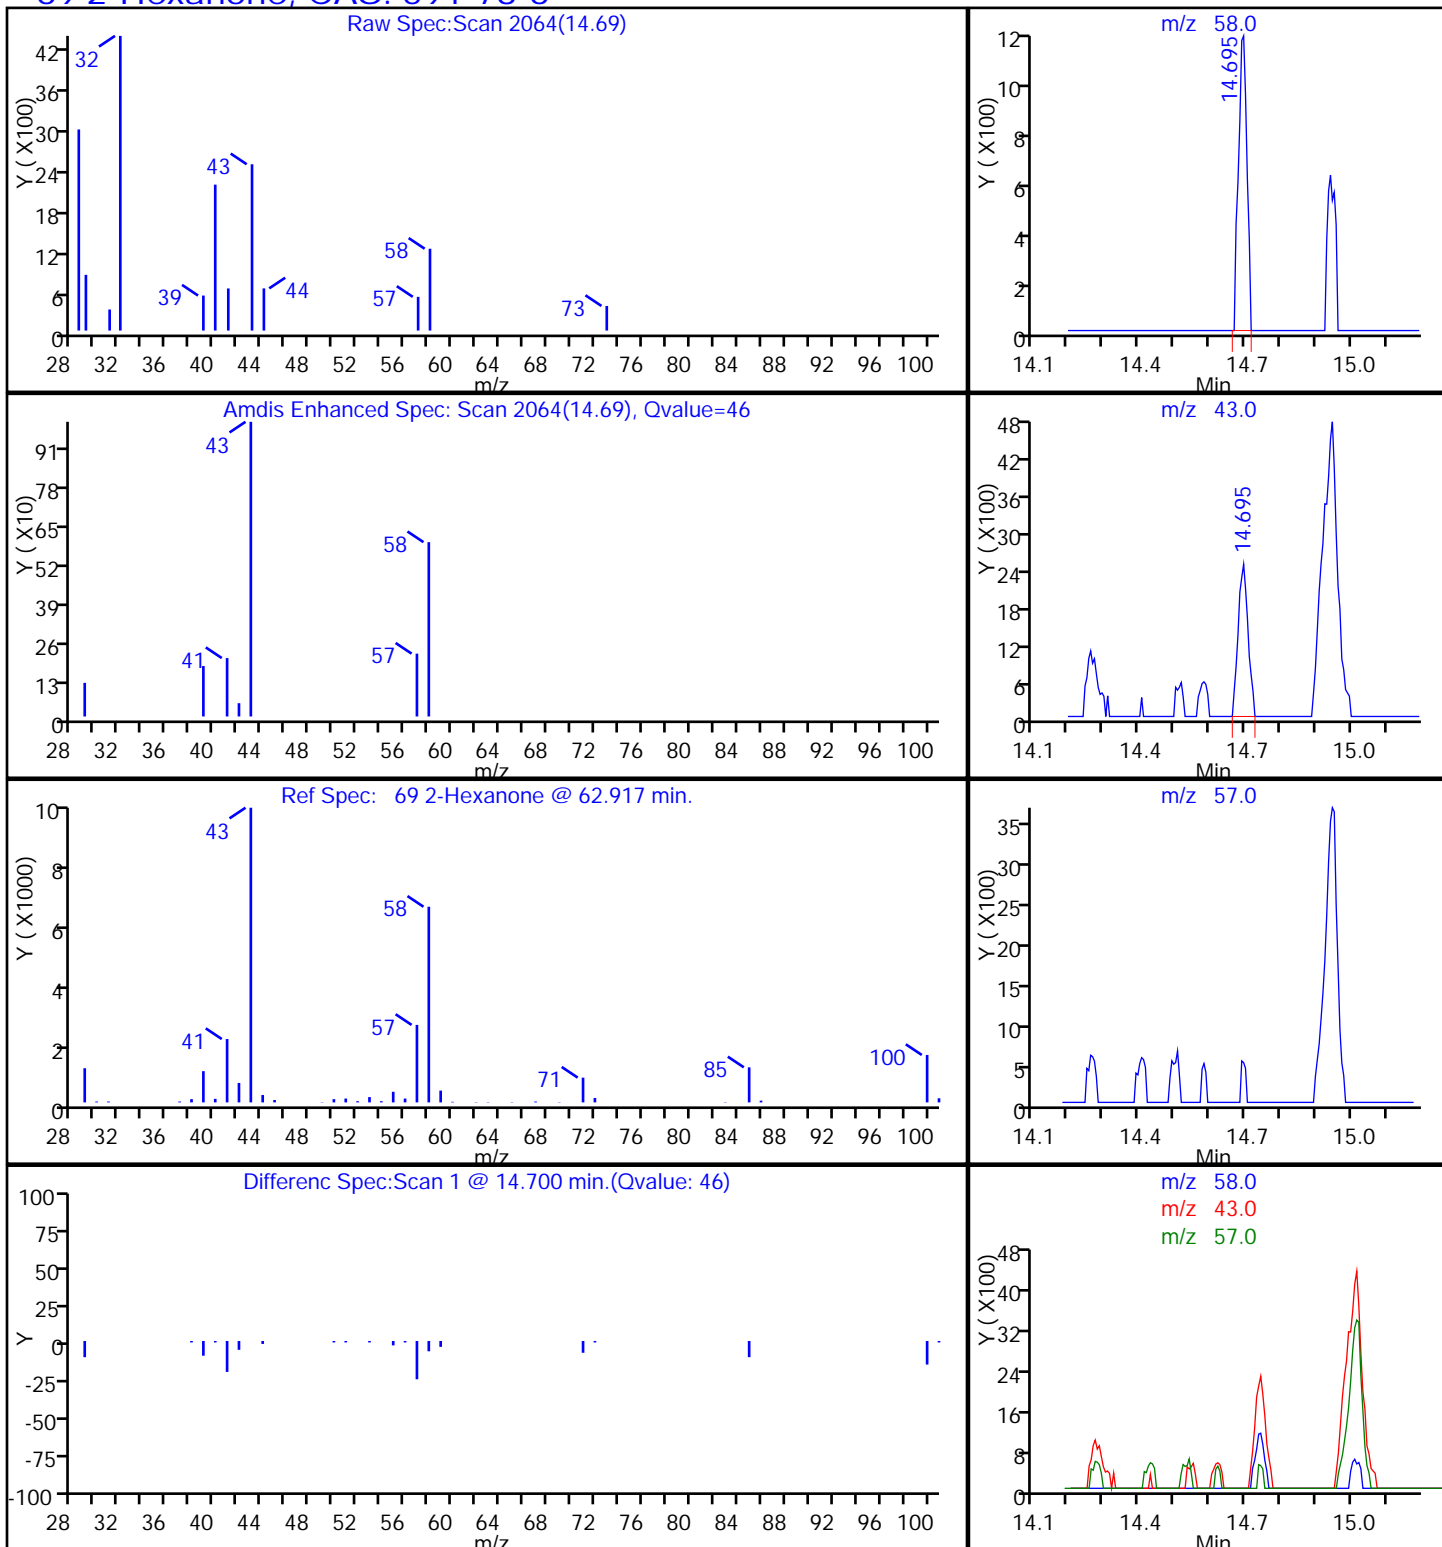 69 2-Hexanone, CAS: 591-78-6
Raw Spec:Scan 2064(14.69)
Y ( X100)
42
36
30
24
18
12
6
0
32
43
39
44
58
57
73
28 32 36 40 44 48 52 56 60 64 68 72 76 80 84 88 92 96 100
m/z
m/z 58.0
Y ( X100)
12
10
8
6
4
2
0
14.695
14.1 14.4 14.7 15.0
Min
Amdis Enhanced Spec: Scan 2064(14.69), Qvalue=46
Y ( X10)
91
78
65
52
39
26
13
0
43
58
57
41
28 32 36 40 44 48 52 56 60 64 68 72 76 80 84 88 92 96 100
m/z
m/z 43.0
Y ( X100)
48
42
36
30
24
18
12
6
0
14.695
14.1 14.4 14.7 15.0
Min
Ref Spec: 69 2-Hexanone @ 62.917 min.
Y ( X1000)
10
8
6
4
2
0
43
58
57
41
71
85
100
28 32 36 40 44 48 52 56 60 64 68 72 76 80 84 88 92 96 100
m/z
m/z 57.0
Y ( X100)
35
30
25
20
15
10
5
0
14.1 14.4 14.7 15.0
Min
Differenc Spec:Scan 1 @ 14.700 min.(Qvalue: 46)
Y
100
75
50
25
0
-25
-50
-75
-100
28 32 36 40 44 48 52 56 60 64 68 72 76 80 84 88 92 96 100
m/z
m/z 58.0
m/z 43.0
m/z 57.0
Y ( X100)
48
40
32
24
16
8
0
14.1 14.4 14.7 15.0
Min